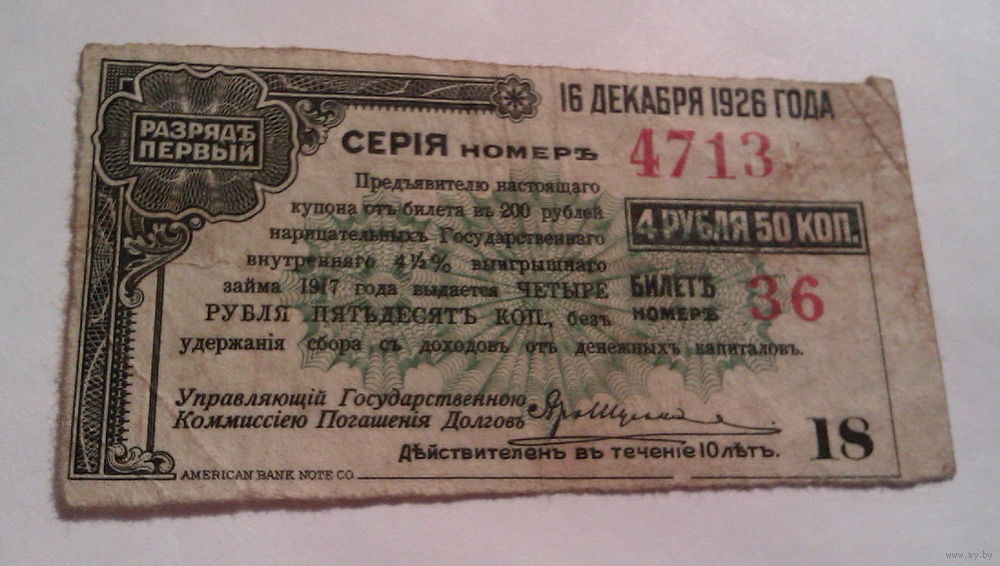 16 ДЕКАБРЯ 1926 ГОДА
РАЗРЯДЪ
ПЕРВЫЙ
СЕРІЯ НОМЕРЪ 4713
Предъявителю настоящаго
купона отъ билета въ 200 рублей
нарицательныхъ Государственнаго
внутренняго 4½% выигрышнаго
займа 1917 года выдается ЧЕТЫРЕ
РУБЛЯ ПЯТЬДЕСЯТЪ КОП., безъ
удержанія сбора съ доходовъ отъ денежныхъ капиталовъ.
4 РУБЛЯ 50 КОП.
БИЛЕТЪ
НОМЕРЪ 36
Управляющій Государственною
Коммиссіею Погашенія Долговъ
Дѣйствителенъ въ теченіе 10 лѣтъ.
18
AMERICAN BANK NOTE CO.
www.ay.by